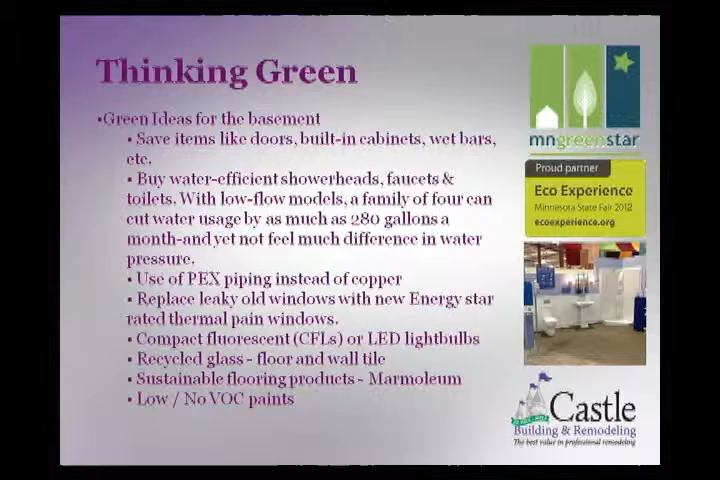 Thinking Green
•Green Ideas for the basement
▪ Save items like doors, built-in cabinets, wet bars,
etc.
▪ Buy water-efficient showerheads, faucets &
toilets. With low-flow models, a family of four can
cut water usage by as much as 280 gallons a
month-and yet not feel much difference in water
pressure.
▪ Use of PEX piping instead of copper
▪ Replace leaky old windows with new Energy star
rated thermal pain windows.
▪ Compact fluorescent (CFLs) or LED lightbulbs
▪ Recycled glass - floor and wall tile
▪ Sustainable flooring products - Marmoleum
▪ Low / No VOC paints
mngreenstar
Proud partner
Eco Experience
Minnesota State Fair 2012
ecoexperience.org
Castle
Building & Remodeling
The best value in professional remodeling